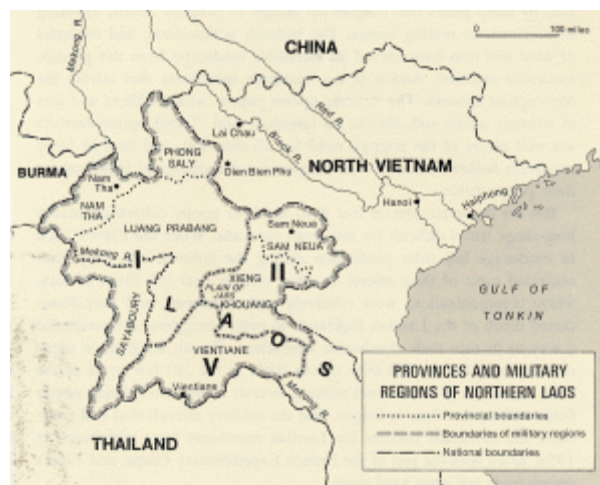 0 100 miles
CHINA
Mekong R.
Red R.
Black R.
Lai Chau
PHONG
SALY
BURMA
NORTH VIETNAM
Dien Bien Phu
Nam
Tha
NAM
THA
Hanoi
Haiphong
LUANG PRABANG
Sam Neua
SAM NEUA
Mekong R.
I
II
XIENG
PLAIN OF
JARS
KHOUANG
GULF OF
TONKIN
SAYABOURY
LAOS
VIENTIANE
V
Vientiane
Mekong R.
THAILAND
PROVINCES AND MILITARY
REGIONS OF NORTHERN LAOS
Provincial boundaries
Boundaries of military regions
National boundaries